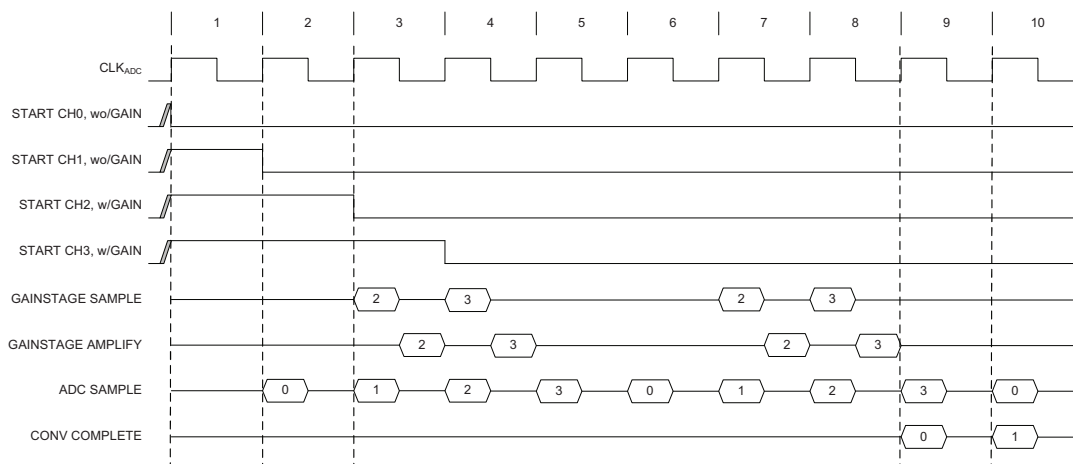 1 2 3 4 5 6 7 8 9 10
CLKADC
START CH0, wo/GAIN
START CH1, wo/GAIN
START CH2, w/GAIN
START CH3, w/GAIN
GAINSTAGE SAMPLE 2 3 2 3
GAINSTAGE AMPLIFY 2 3 2 3
ADC SAMPLE 0 1 2 3 0 1 2 3 0
CONV COMPLETE 0 1